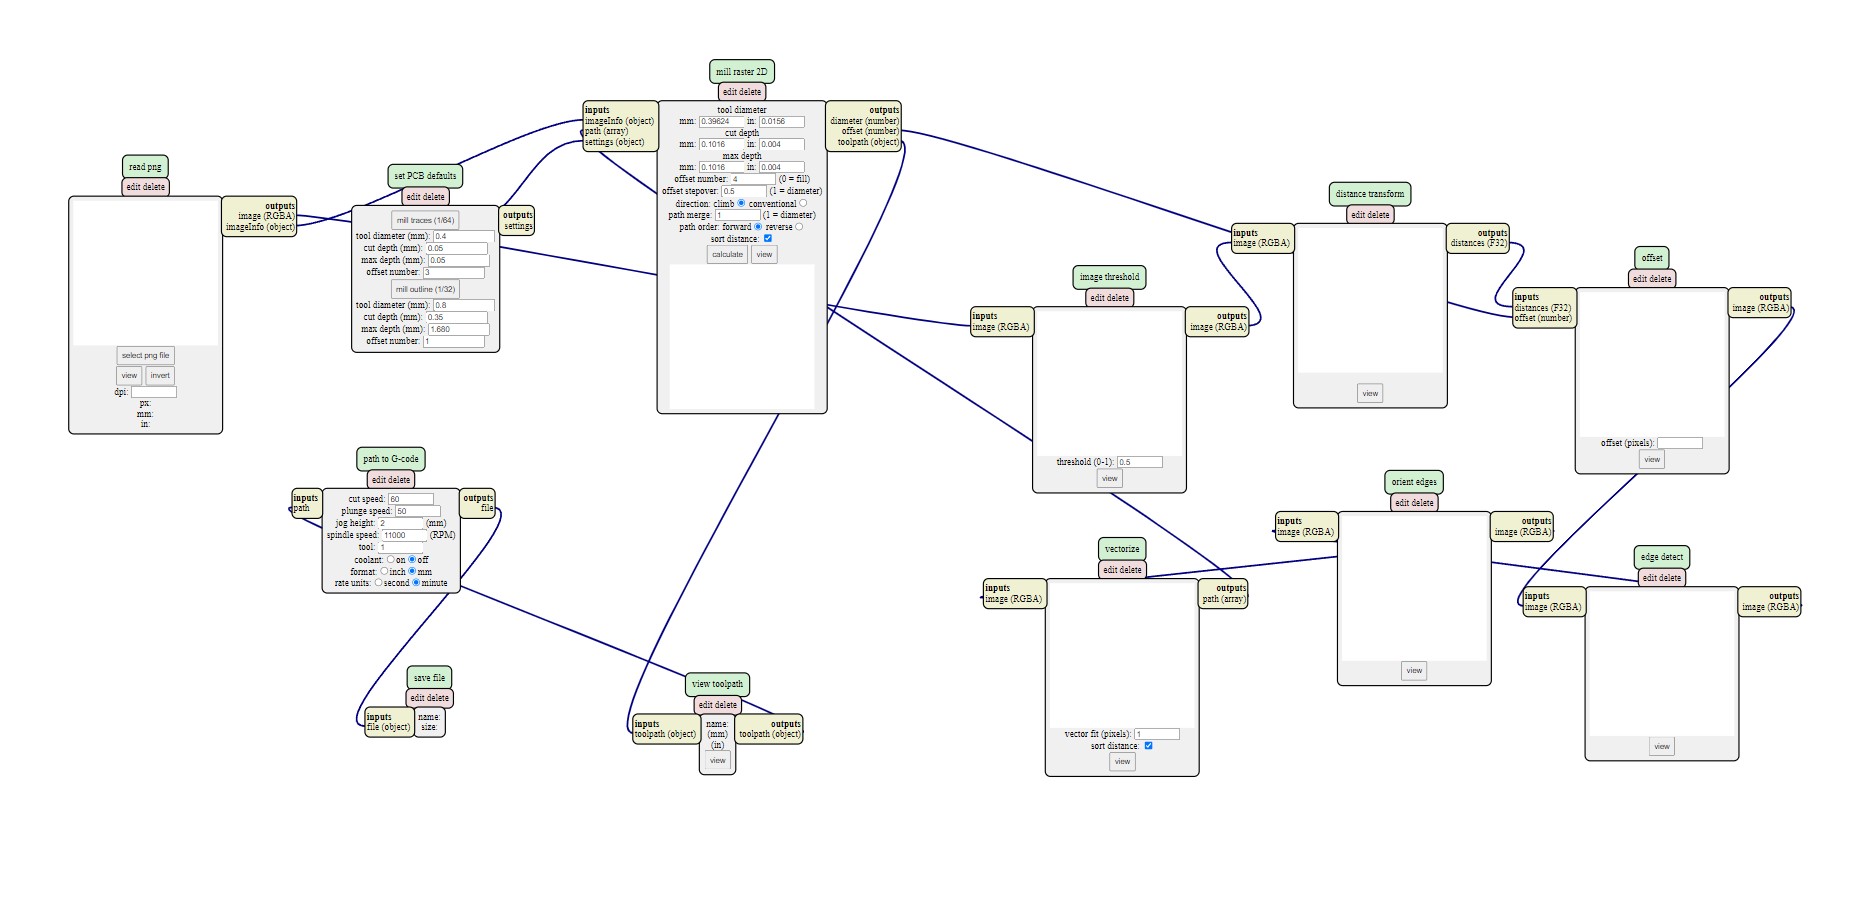 read png
edit delete
outputs
image (RGBA)
imageInfo (object)
select png file
view invert
dpi:
px:
mm:
in:
set PCB defaults
edit delete
mill traces (1/64)
tool diameter (mm): 0.4
cut depth (mm): 0.05
max depth (mm): 0.05
offset number: 3
mill outline (1/32)
tool diameter (mm): 0.8
cut depth (mm): 0.35
max depth (mm): 1.680
offset number: 1
outputs
settings
mill raster 2D
edit delete
inputs
imageInfo (object)
path (array)
settings (object)
tool diameter
mm: 0.39624 in: 0.0156
cut depth
mm: 0.1016 in: 0.004
max depth
mm: 0.1016 in: 0.004
offset number: 4 (0 = fill)
offset stepover: 0.5 (1 = diameter)
direction: climb conventional
path merge: 1 (1 = diameter)
path order: forward reverse
sort distance:
calculate view
outputs
diameter (number)
offset (number)
toolpath (object)
image threshold
edit delete
inputs
image (RGBA)
threshold (0-1): 0.5
view
outputs
image (RGBA)
distance transform
edit delete
inputs
image (RGBA)
view
outputs
distances (F32)
offset
edit delete
inputs
distances (F32)
offset (number)
offset (pixels):
view
outputs
image (RGBA)
path to G-code
edit delete
inputs
path
cut speed: 60
plunge speed: 50
jog height: 2 (mm)
spindle speed: 11000 (RPM)
tool: 1
coolant: on off
format: inch mm
rate units: second minute
outputs
file
save file
edit delete
inputs
file (object)
name:
size:
view toolpath
edit delete
inputs
toolpath (object)
name:
(mm)
(in)
view
outputs
toolpath (object)
vectorize
edit delete
inputs
image (RGBA)
vector fit (pixels): 1
sort distance:
view
outputs
path (array)
orient edges
edit delete
inputs
image (RGBA)
view
outputs
image (RGBA)
edge detect
edit delete
inputs
image (RGBA)
view
outputs
image (RGBA)